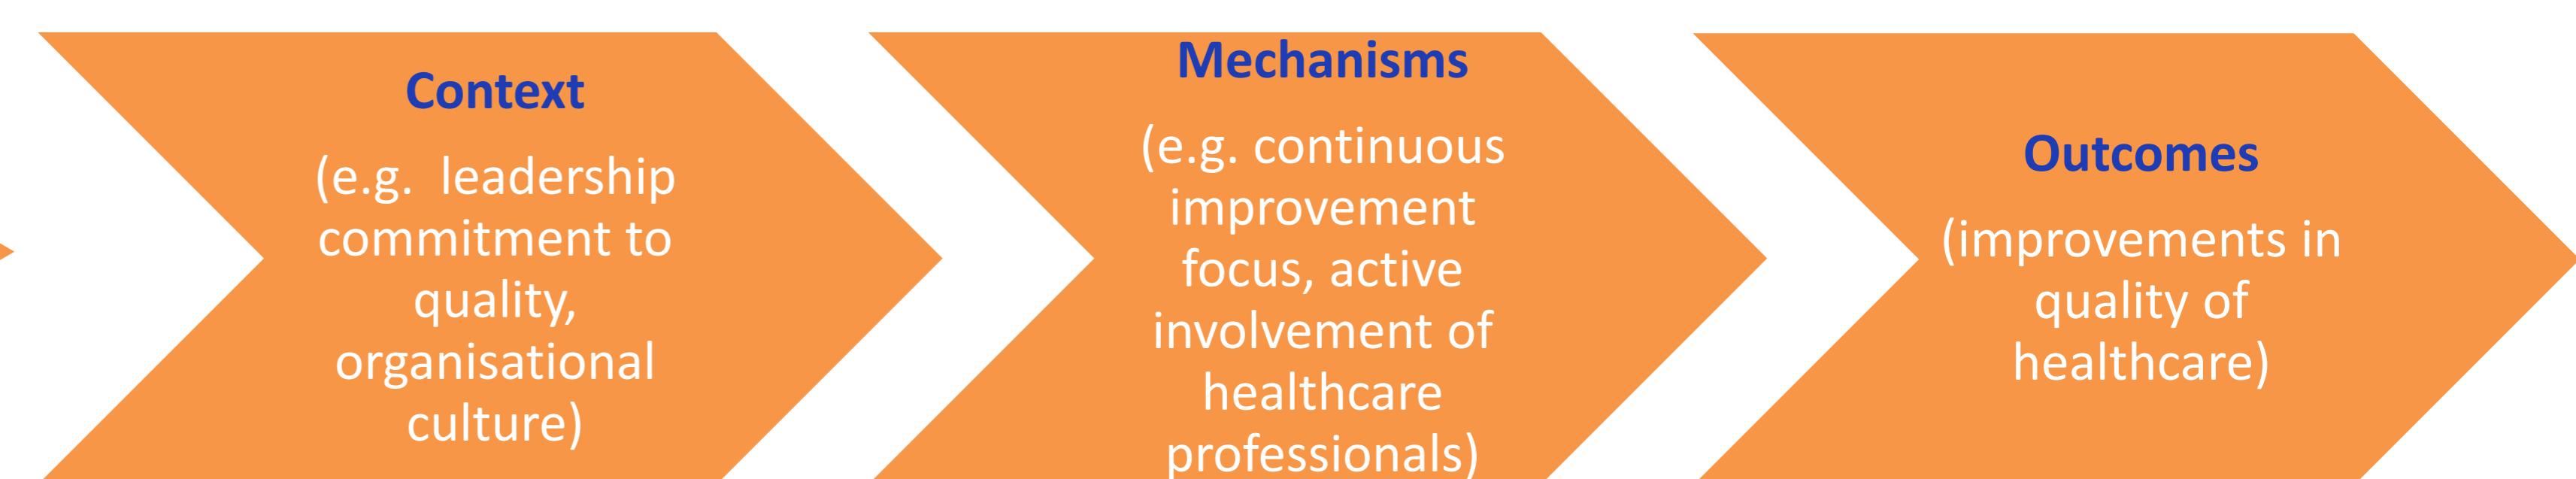 Context
(e.g.  leadership
commitment to
quality,
organisational
culture)
Mechanisms
(e.g. continuous
improvement
focus, active
involvement of
healthcare
professionals)
Outcomes
(improvements in
quality of
healthcare)